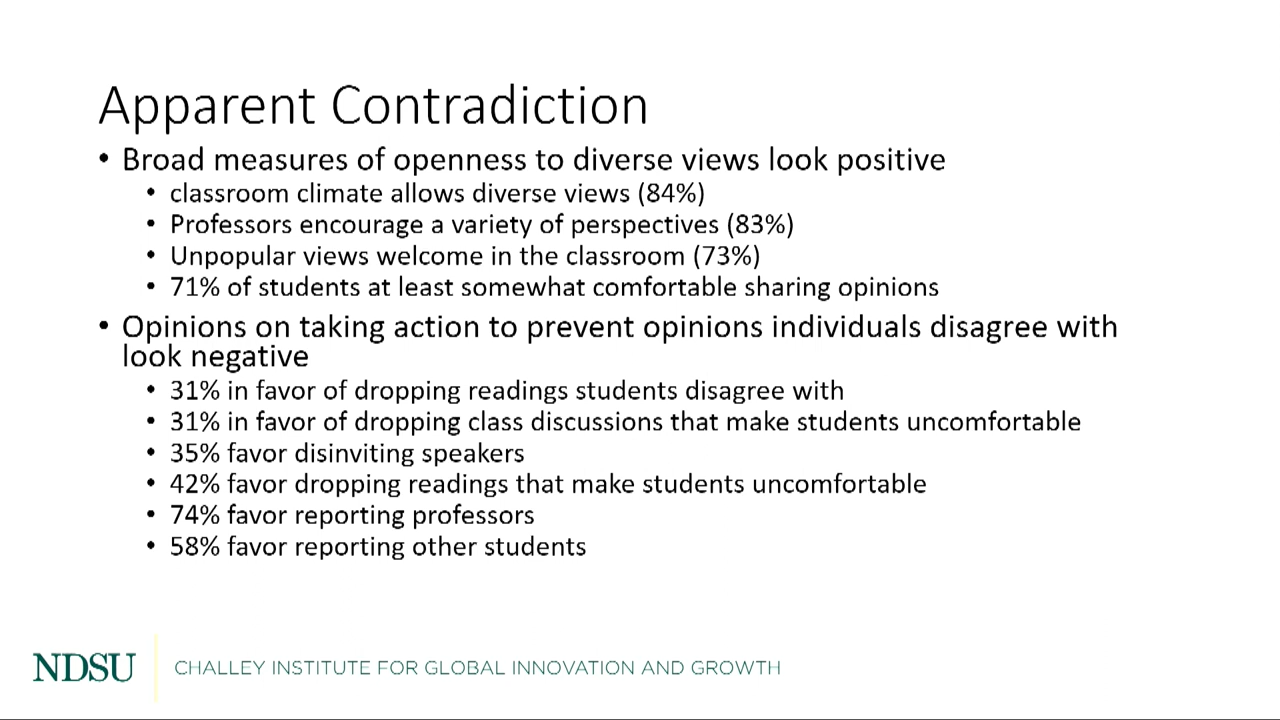 Apparent Contradiction
• Broad measures of openness to diverse views look positive
• classroom climate allows diverse views (84%)
• Professors encourage a variety of perspectives (83%)
• Unpopular views welcome in the classroom (73%)
• 71% of students at least somewhat comfortable sharing opinions
• Opinions on taking action to prevent opinions individuals disagree with
look negative
• 31% in favor of dropping readings students disagree with
• 31% in favor of dropping class discussions that make students uncomfortable
• 35% favor disinviting speakers
• 42% favor dropping readings that make students uncomfortable
• 74% favor reporting professors
• 58% favor reporting other students
NDSU CHALLEY INSTITUTE FOR GLOBAL INNOVATION AND GROWTH